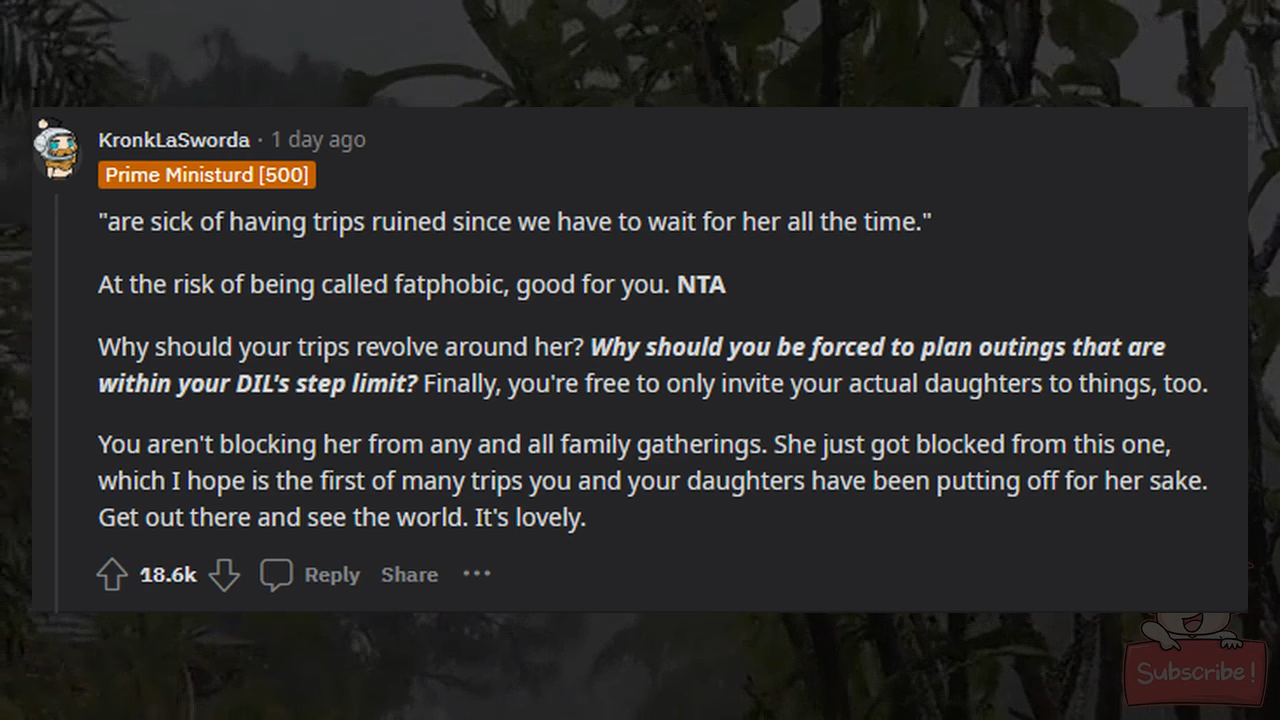 KronkLaSworda · 1 day ago
Prime Ministurd [500]
"are sick of having trips ruined since we have to wait for her all the time."
At the risk of being called fatphobic, good for you. NTA
Why should your trips revolve around her? Why should you be forced to plan outings that are
within your DIL's step limit? Finally, you're free to only invite your actual daughters to things, too.
You aren't blocking her from any and all family gatherings. She just got blocked from this one,
which I hope is the first of many trips you and your daughters have been putting off for her sake.
Get out there and see the world. It's lovely.
18.6k Reply Share ···
Subscribe!